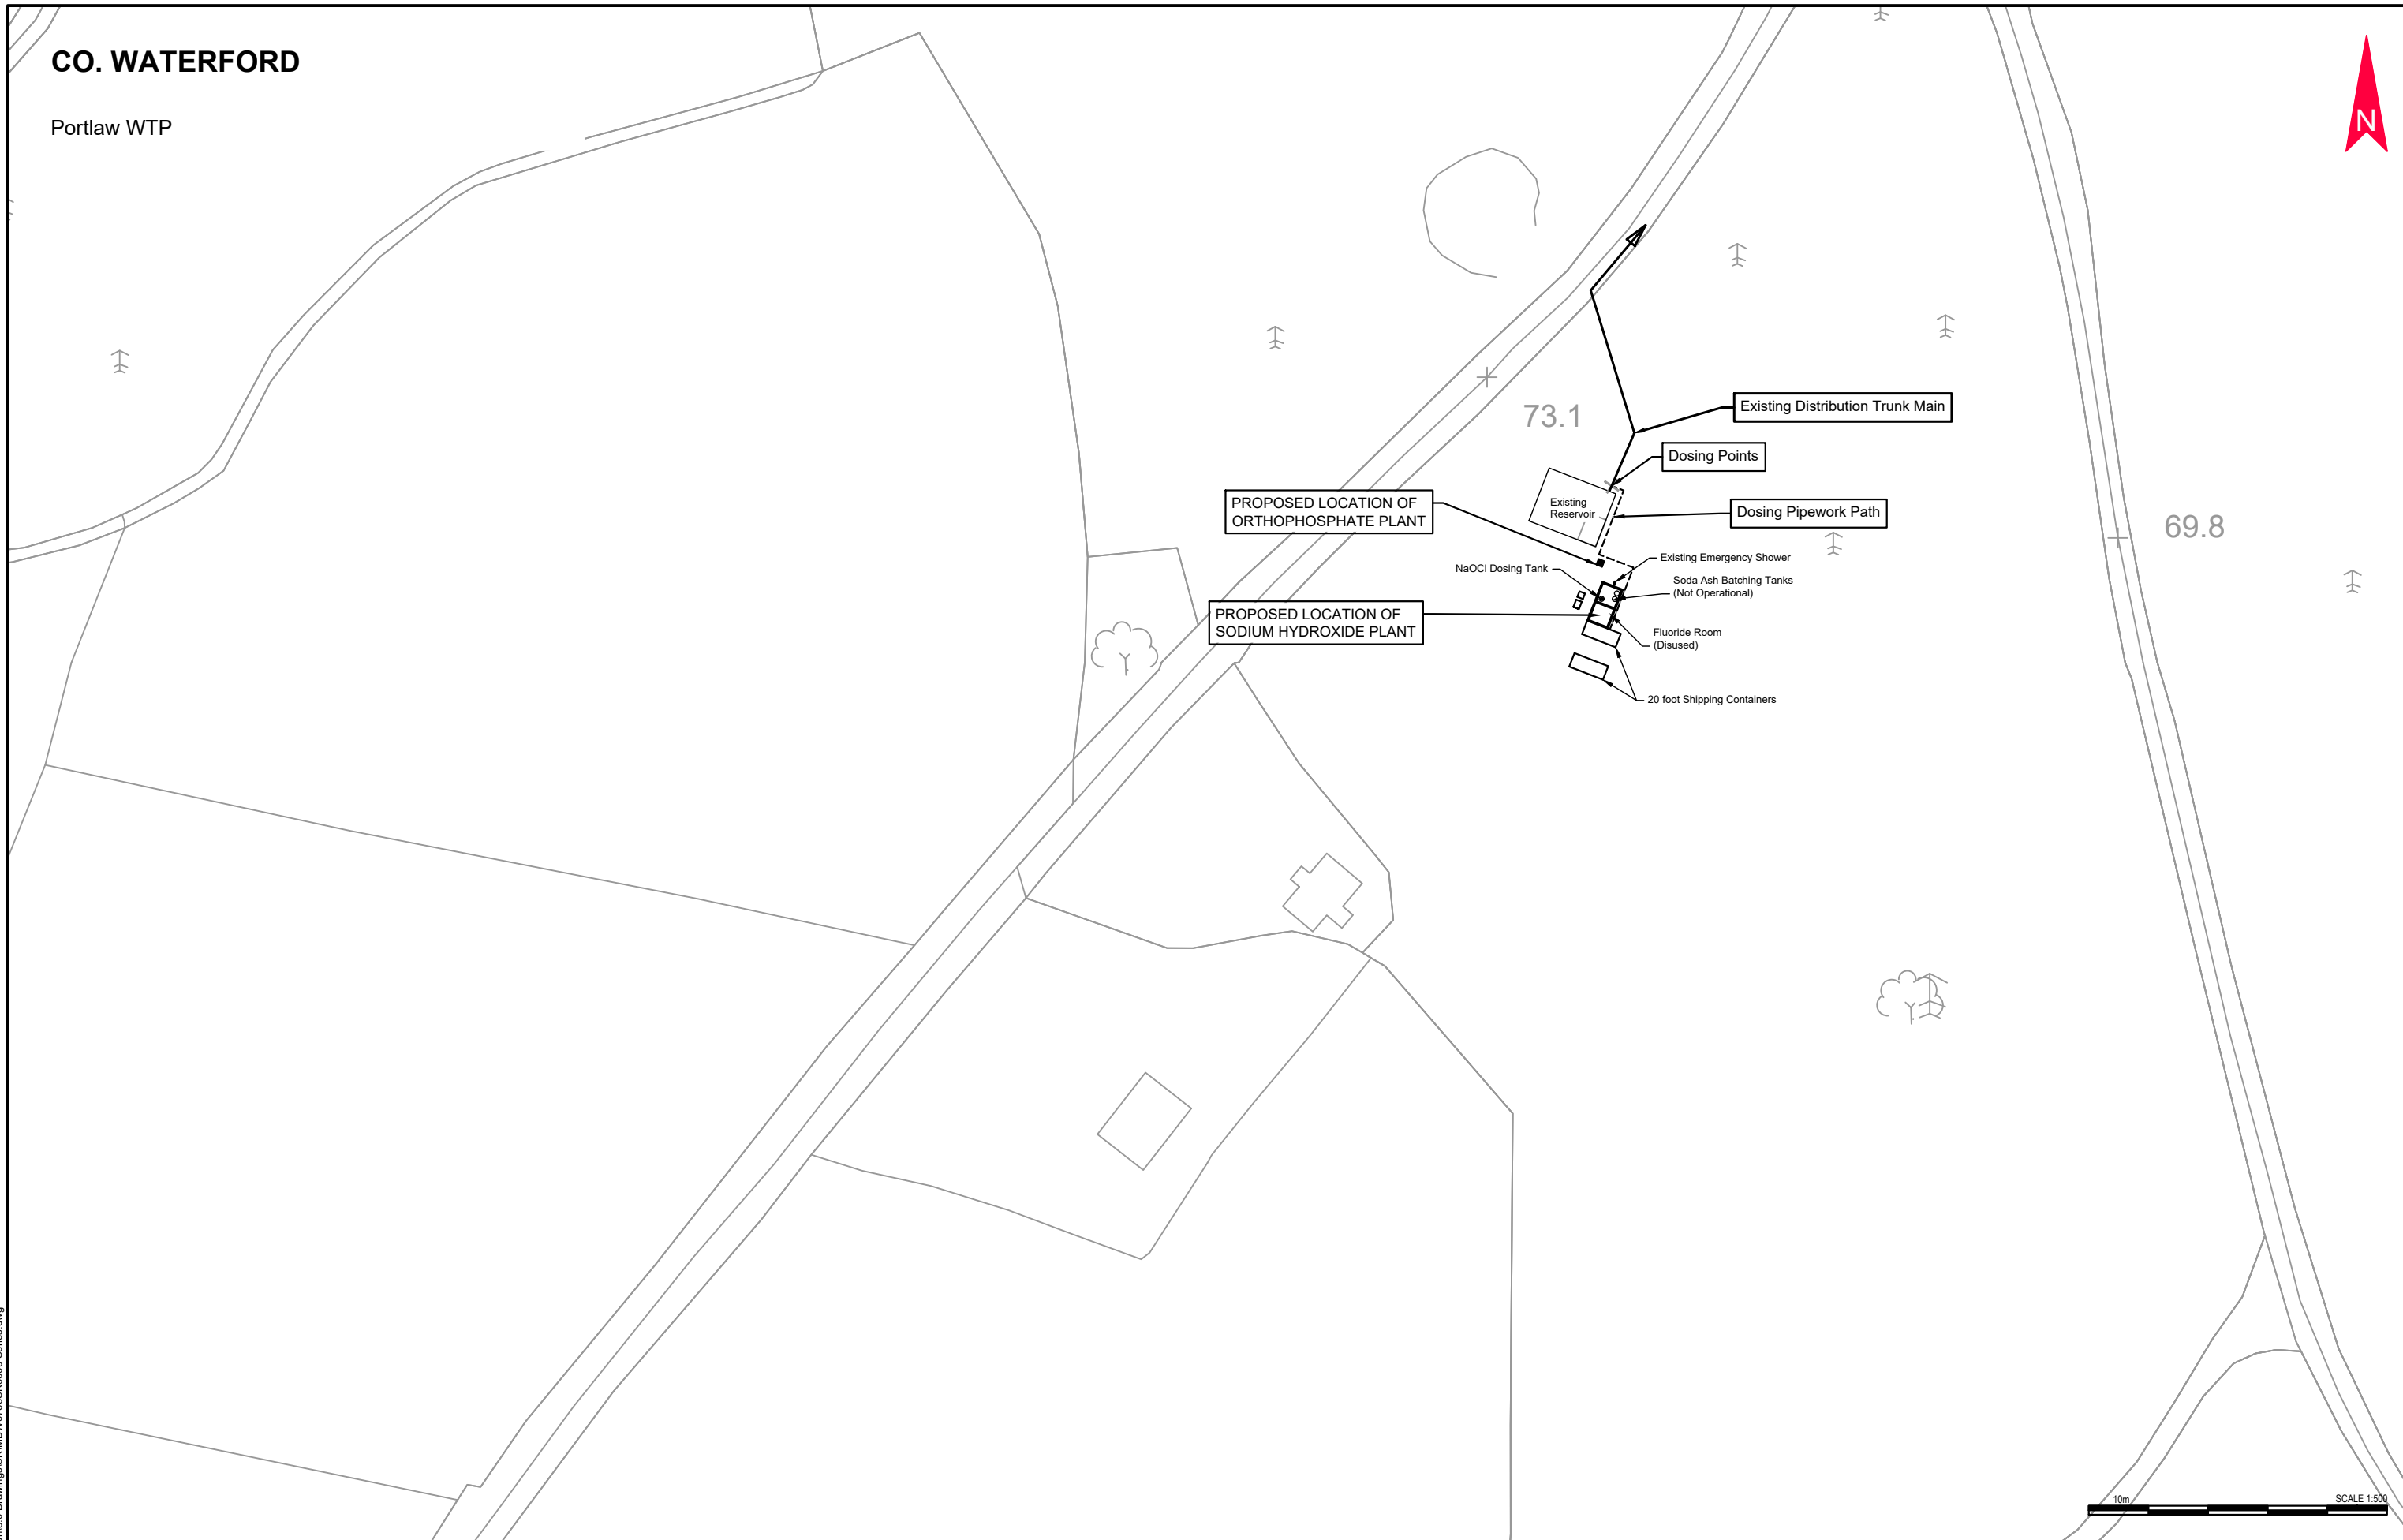 CO. WATERFORD
Portlaw WTP
N
73.1
Existing Distribution Trunk Main
Dosing Points
PROPOSED LOCATION OF
ORTHOPHOSPHATE PLANT
Existing
Reservoir
Dosing Pipework Path
69.8
Existing Emergency Shower
NaOCl Dosing Tank
Soda Ash Batching Tanks
(Not Operational)
PROPOSED LOCATION OF
SODIUM HYDROXIDE PLANT
Fluoride Room
(Disused)
20 foot Shipping Containers
10m
SCALE 1:500